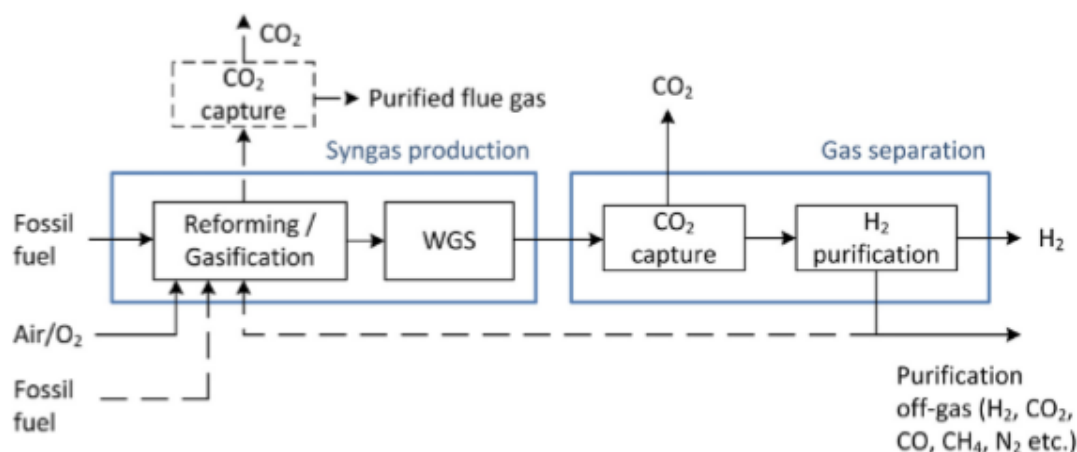 CO₂
CO₂
capture
Purified flue gas
CO₂
Syngas production
Gas separation
Fossil
fuel
Reforming /
Gasification
WGS
CO₂
capture
H₂
purification
H₂
Air/O₂
Fossil
fuel
Purification
off-gas (H₂, CO₂,
CO, CH₄, N₂ etc.)